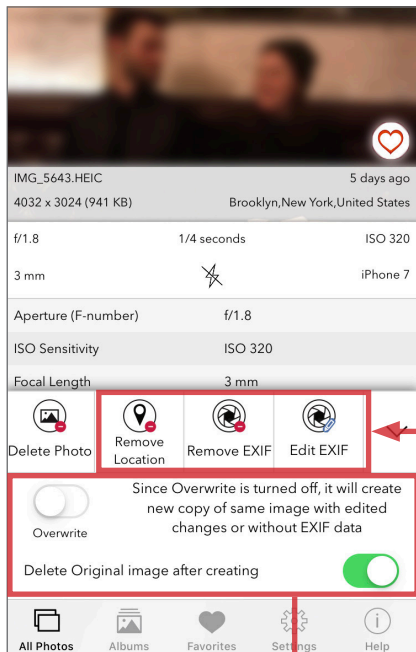 IMG_5643.HEIC 5 days ago
4032 x 3024 (941 KB) Brooklyn,New York,United States
f/1.8 1/4 seconds ISO 320
3 mm iPhone 7
Aperture (F-number) f/1.8
ISO Sensitivity ISO 320
Focal Length 3 mm
Delete Photo Remove Location Remove EXIF Edit EXIF
Since Overwrite is turned off, it will create
new copy of same image with edited
changes or without EXIF data
Overwrite
Delete Original image after creating
All Photos Albums Favorites Settings Help